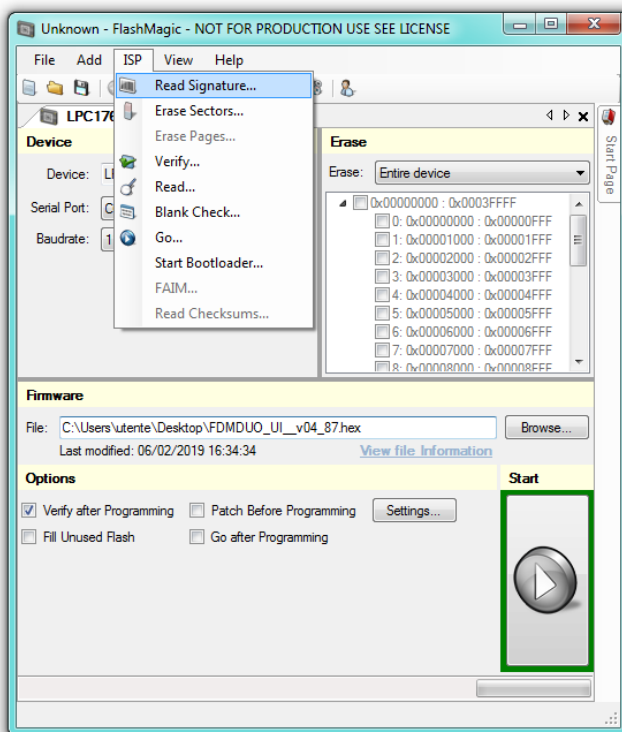 Unknown - FlashMagic - NOT FOR PRODUCTION USE SEE LICENSE
File Add ISP View Help
Read Signature...
Erase Sectors...
Erase Pages...
Verify...
Read...
Blank Check...
Go...
Start Bootloader...
FAIM...
Read Checksums...
LPC176
Start Page
Device
Device:
Serial Port:
Baudrate:
Erase
Erase: Entire device
0x00000000 : 0x0003FFFF
0: 0x00000000 : 0x00000FFF
1: 0x00001000 : 0x00001FFF
2: 0x00002000 : 0x00002FFF
3: 0x00003000 : 0x00003FFF
4: 0x00004000 : 0x00004FFF
5: 0x00005000 : 0x00005FFF
6: 0x00006000 : 0x00006FFF
7: 0x00007000 : 0x00007FFF
8: 0x00008000 : 0x00008FFF
Firmware
File: C:\Users\utente\Desktop\FDMDUO_UI__v04_87.hex Browse...
Last modified: 06/02/2019 16:34:34 View file Information
Options
Verify after Programming Patch Before Programming Settings...
Fill Unused Flash Go after Programming
Start